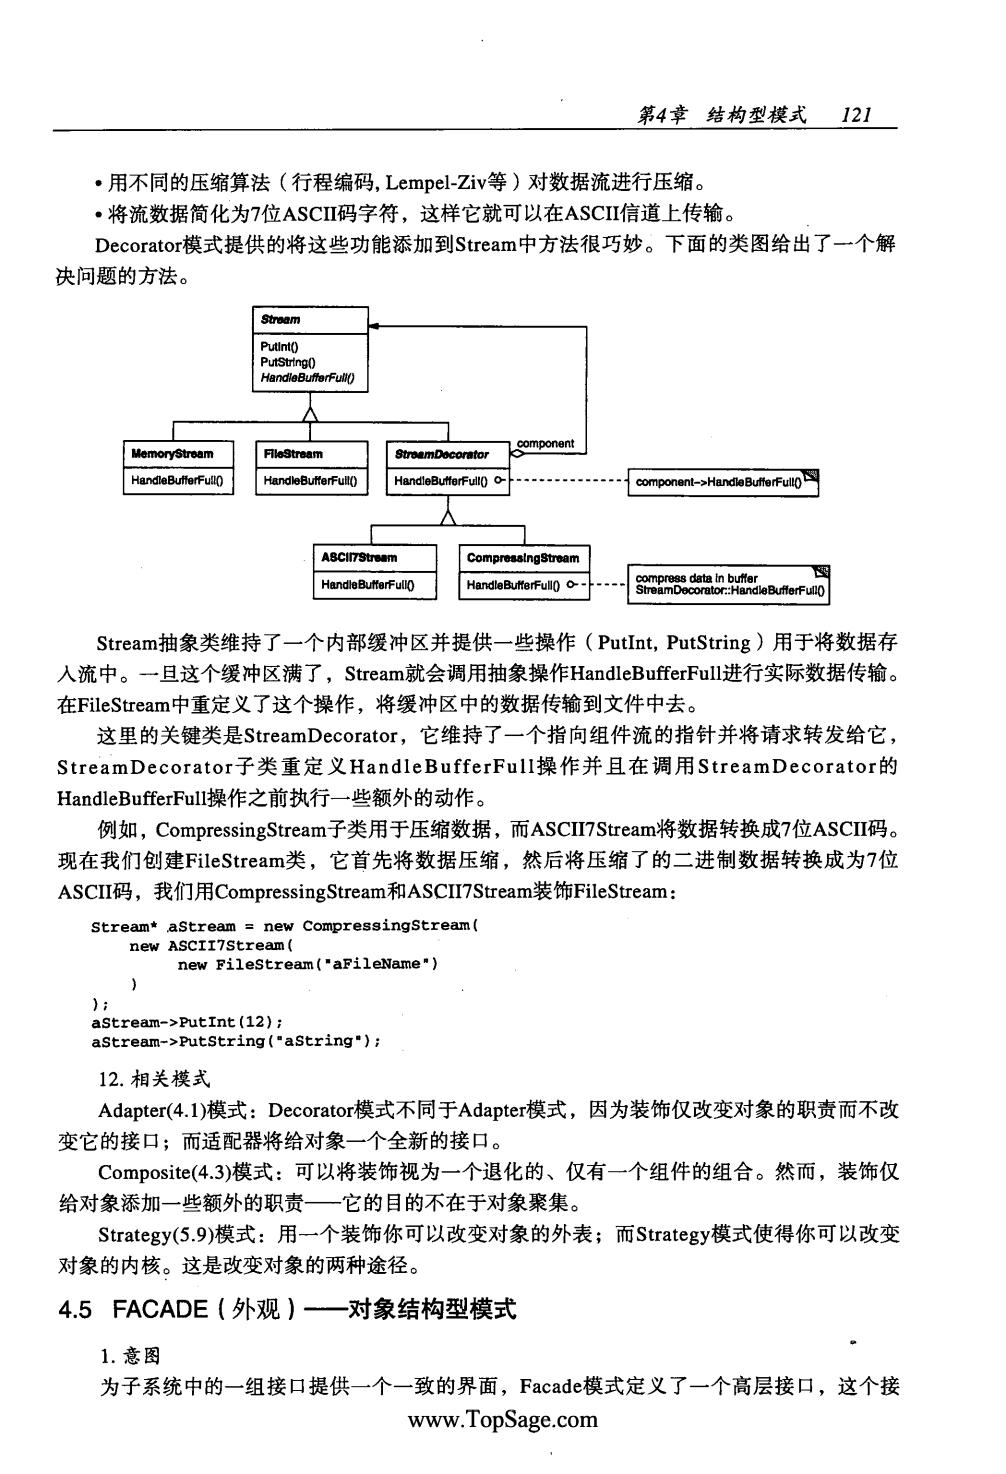 第4章 结构型模式 121
• 用不同的压缩算法（行程编码, Lempel-Ziv等）对数据流进行压缩。
• 将流数据简化为7位ASCII码字符，这样它就可以在ASCII信道上传输。
Decorator模式提供的将这些功能添加到Stream中方法很巧妙。下面的类图给出了一个解
决问题的方法。
Stream
PutInt()
PutString()
HandleBufferFull()
component
MemoryStream
HandleBufferFull()
FileStream
HandleBufferFull()
StreamDecorator
HandleBufferFull()
component->HandleBufferFull()
ASCII7Stream
HandleBufferFull()
CompressingStream
HandleBufferFull()
compress data in buffer
StreamDecorator::HandleBufferFull()
Stream抽象类维持了一个内部缓冲区并提供一些操作（PutInt, PutString）用于将数据存
入流中。一旦这个缓冲区满了，Stream就会调用抽象操作HandleBufferFull进行实际数据传输。
在FileStream中重定义了这个操作，将缓冲区中的数据传输到文件中去。
这里的关键类是StreamDecorator，它维持了一个指向组件流的指针并将请求转发给它，
StreamDecorator子类重定义HandleBufferFull操作并且在调用StreamDecorator的
HandleBufferFull操作之前执行一些额外的动作。
例如，CompressingStream子类用于压缩数据，而ASCII7Stream将数据转换成7位ASCII码。
现在我们创建FileStream类，它首先将数据压缩，然后将压缩了的二进制数据转换成为7位
ASCII码，我们用CompressingStream和ASCII7Stream装饰FileStream：
Stream* aStream = new CompressingStream(
new ASCII7Stream(
new FileStream("aFileName")
)
);
aStream->PutInt(12);
aStream->PutString("aString");
12. 相关模式
Adapter(4.1)模式：Decorator模式不同于Adapter模式，因为装饰仅改变对象的职责而不改
变它的接口；而适配器将给对象一个全新的接口。
Composite(4.3)模式：可以将装饰视为一个退化的、仅有一个组件的组合。然而，装饰仅
给对象添加一些额外的职责——它的目的不在于对象聚集。
Strategy(5.9)模式：用一个装饰你可以改变对象的外表；而Strategy模式使得你可以改变
对象的内核。这是改变对象的两种途径。
4.5 FACADE（外观）——对象结构型模式
1. 意图
为子系统中的一组接口提供一个一致的界面，Facade模式定义了一个高层接口，这个接
www.TopSage.com